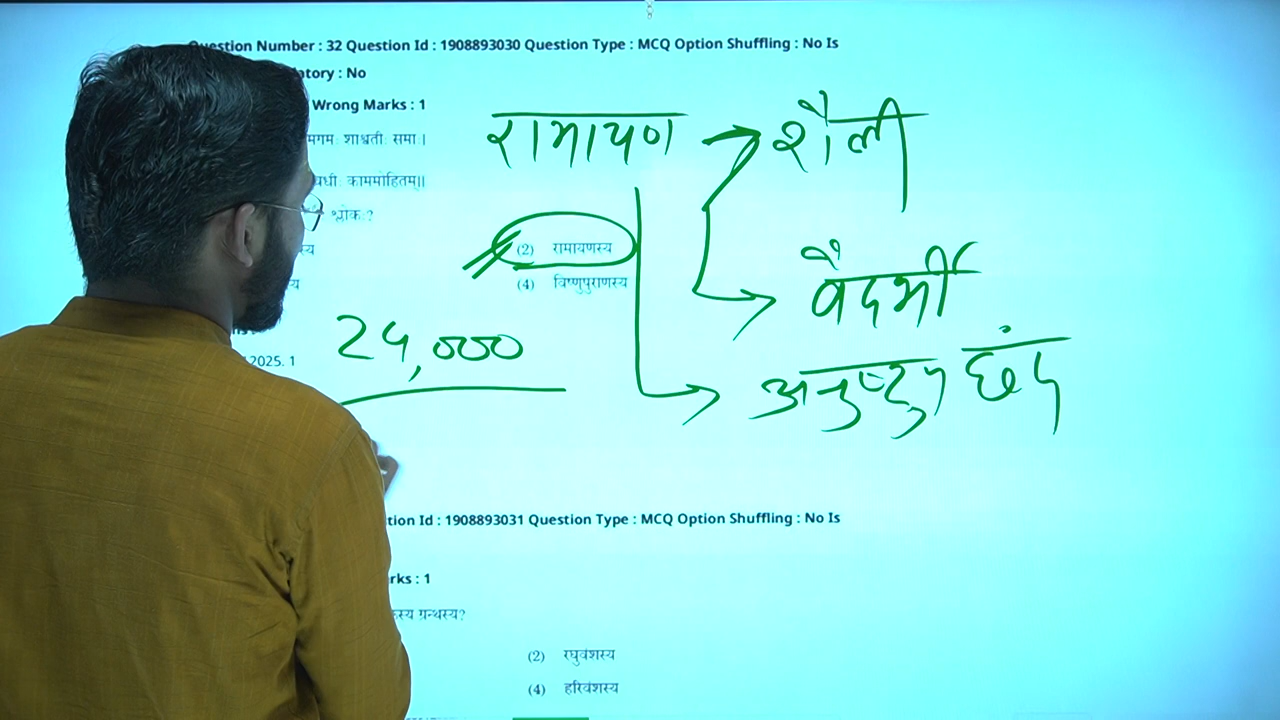 Question Number : 32 Question Id : 1908893030 Question Type : MCQ Option Shuffling : No Is
atory : No
Wrong Marks : 1
मगमः शाश्वतीः समाः।
वधीः काममोहितम्॥
श्लोकः?
(2) रामायणस्य
(4) विष्णुपुराणस्य
2025. 1
रामायण → शैली
वैदर्भी
24,000
अनुष्टुप छंद
tion Id : 1908893031 Question Type : MCQ Option Shuffling : No Is
rks : 1
कस्य ग्रन्थस्य?
(2) रघुवंशस्य
(4) हरिवंशस्य